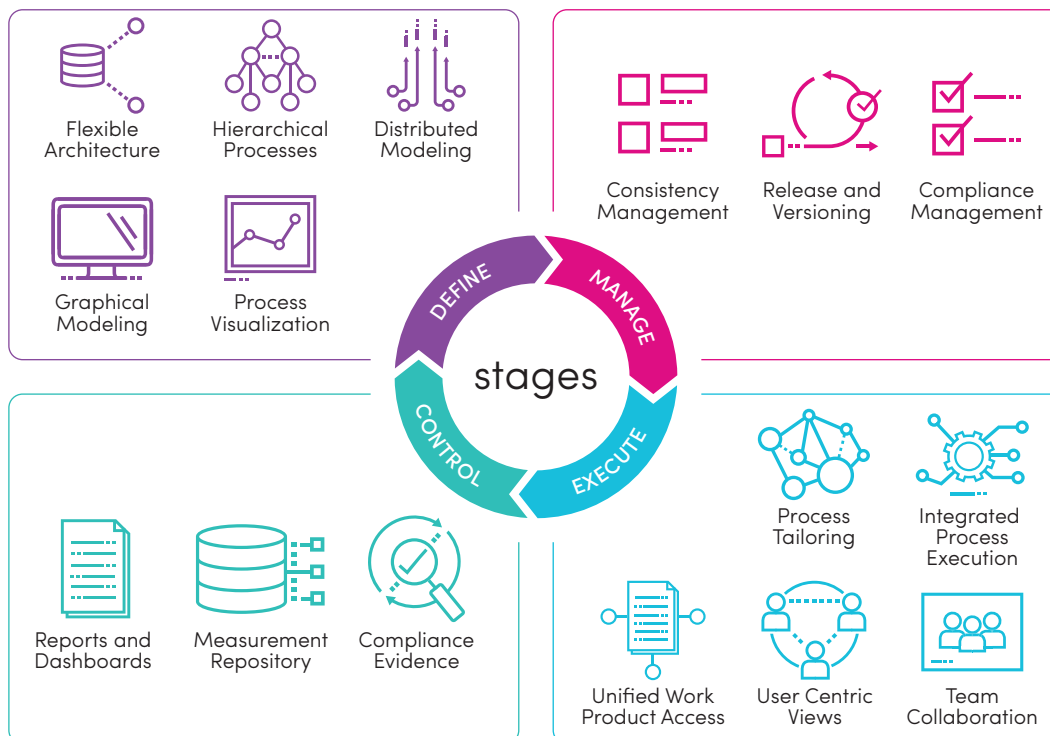 Flexible
Architecture
Hierarchical
Processes
Distributed
Modeling
Graphical
Modeling
Process
Visualization
Consistency
Management
Release and
Versioning
Compliance
Management
DEFINE
MANAGE
stages
CONTROL
EXECUTE
Reports and
Dashboards
Measurement
Repository
Compliance
Evidence
Process
Tailoring
Integrated
Process
Execution
Unified Work
Product Access
User Centric
Views
Team
Collaboration